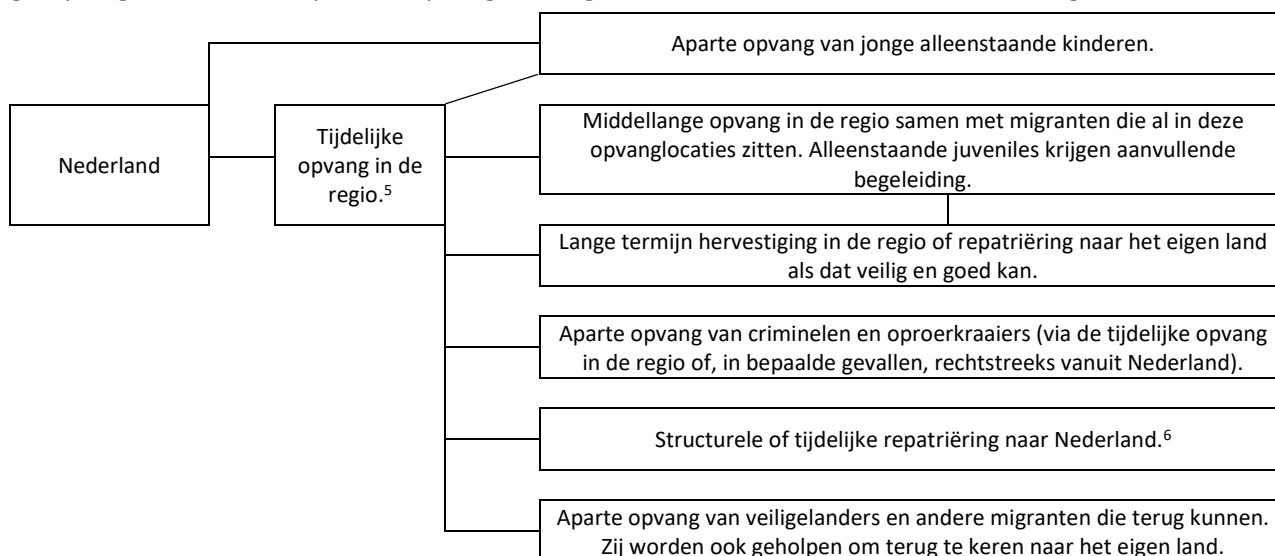 Aparte opvang van jonge alleenstaande kinderen.
Nederland
Tijdelijke
opvang in de
regio.⁵
Middellange opvang in de regio samen met migranten die al in deze
opvanglocaties zitten. Alleenstaande juveniles krijgen aanvullende
begeleiding.
Lange termijn hervestiging in de regio of repatriëring naar het eigen land
als dat veilig en goed kan.
Aparte opvang van criminelen en oproerkraaiers (via de tijdelijke opvang
in de regio of, in bepaalde gevallen, rechtstreeks vanuit Nederland).
Structurele of tijdelijke repatriëring naar Nederland.⁶
Aparte opvang van veiligelanders en andere migranten die terug kunnen.
Zij worden ook geholpen om terug te keren naar het eigen land.